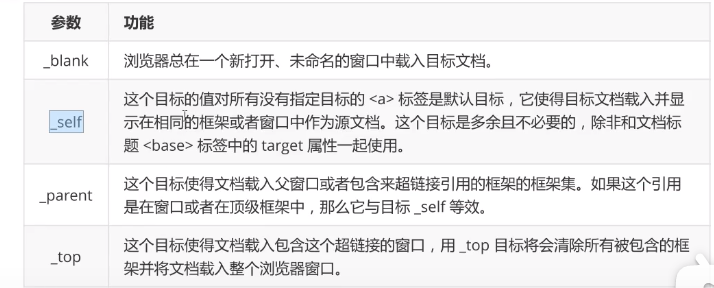 参数 功能
_blank 浏览器总在一个新打开、未命名的窗口中载入目标文档。
这个目标的值对所有没有指定目标的 <a> 标签是默认目标，它使得目标文档载入并显
_self 示在相同的框架或者窗口中作为源文档。这个目标是多余且不必要的，除非和文档标
题 <base> 标签中的 target 属性一起使用。
这个目标使得文档载入父窗口或者包含来超链接引用的框架的框架集。如果这个引用
_parent 是在窗口或者在顶级框架中，那么它与目标 _self 等效。
这个目标使得文档载入包含这个超链接的窗口，用 _top 目标将会清除所有被包含的框
_top 架并将文档载入整个浏览器窗口。